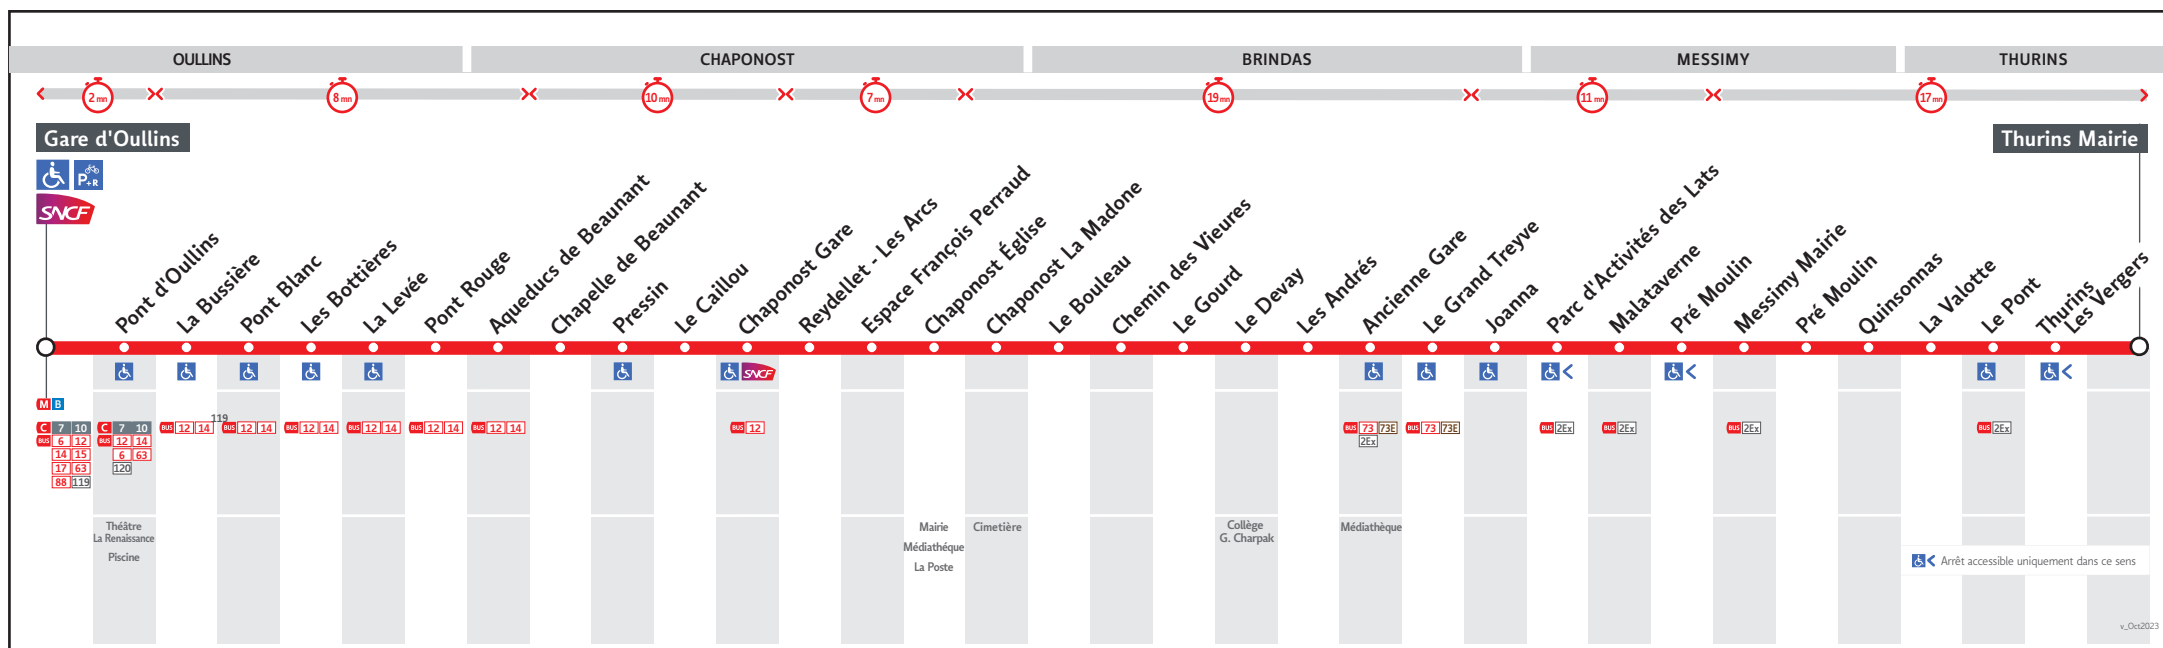 OULLINS
CHAPONOST
BRINDAS
MESSIMY
THURINS
2 mn
8 mn
10 mn
7 mn
19 mn
11 mn
17 mn
Gare d'Oullins
Thurins Mairie
P+R
SNCF
Pont d'Oullins
La Bussière
Pont Blanc
Les Bottières
La Levée
Pont Rouge
Aqueducs de Beaunant
Chapelle de Beaunant
Pressin
Le Caillou
Chaponost Gare
Reydellet - Les Arcs
Espace François Perraud
Chaponost Église
Chaponost La Madone
Le Bouleau
Chemin des Vieures
Le Gourd
Le Devay
Les Andrés
Ancienne Gare
Le Grand Treyve
Joanna
Parc d'Activités des Lats
Malataverne
Pré Moulin
Messimy Mairie
Pré Moulin
Quinsonnas
La Valotte
Le Pont
Thurins
Les Vergers
SNCF
M B
C 7 10
BUS 6 12
14 15
17 63
88 119
C 7 10
BUS 12 14
6 63
120
BUS 12 14
119
BUS 12 14
BUS 12 14
BUS 12 14
BUS 12 14
BUS 12 14
BUS 12
BUS 73 73E
2Ex
BUS 73 73E
BUS 2Ex
BUS 2Ex
BUS 2Ex
BUS 2Ex
Théâtre
La Renaissance
Piscine
Mairie
Médiathéque
La Poste
Cimetière
Collège
G. Charpak
Médiathèque
< Arrêt accessible uniquement dans ce sens
v_Oct2023